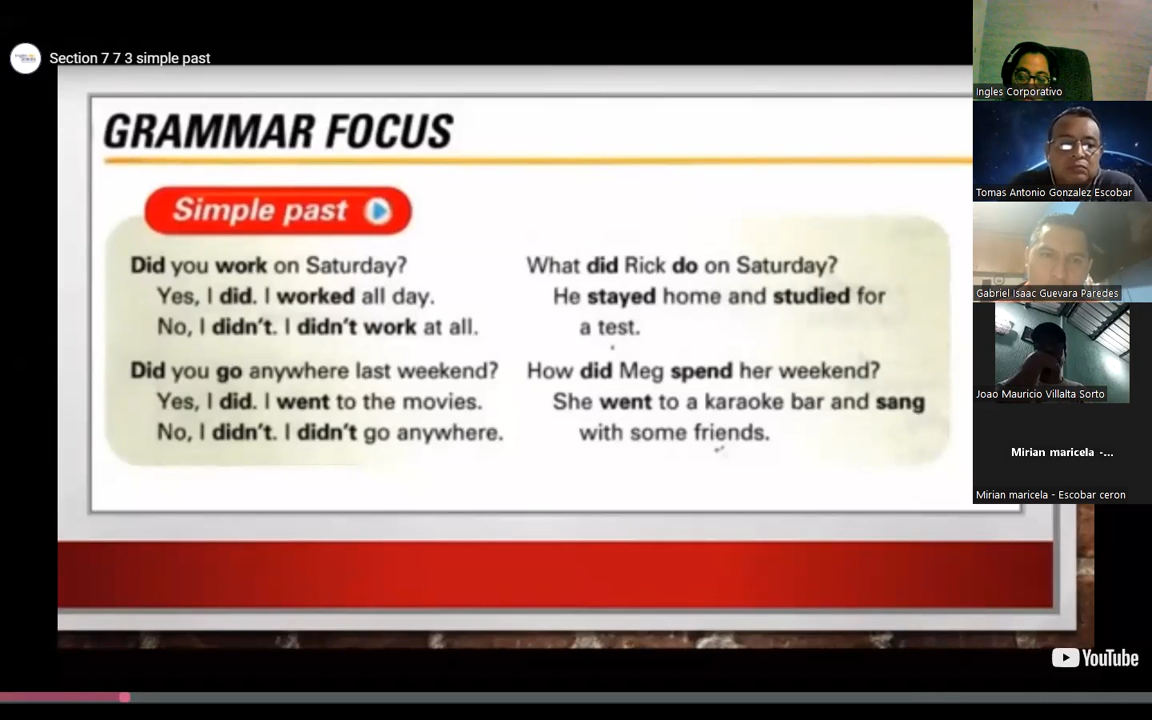 Section 7 7 3 simple past
GRAMMAR FOCUS
Simple past
Did you work on Saturday?
Yes, I did. I worked all day.
No, I didn't. I didn't work at all.
Did you go anywhere last weekend?
Yes, I did. I went to the movies.
No, I didn't. I didn't go anywhere.
What did Rick do on Saturday?
He stayed home and studied for
a test.
How did Meg spend her weekend?
She went to a karaoke bar and sang
with some friends.
Ingles Corporativo
Tomas Antonio Gonzalez Escobar
Gabriel Isaac Guevara Paredes
Joao Mauricio Villalta Sorto
Mirian maricela -...
Mirian maricela - Escobar ceron
YouTube